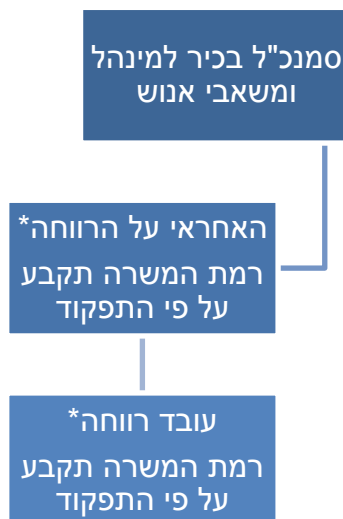 סמנכ"ל בכיר למינהל
ומשאבי אנוש
האחראי על הרווחה*
רמת המשרה תקבע
על פי התפקוד
עובד רווחה*
רמת המשרה תקבע
על פי התפקוד